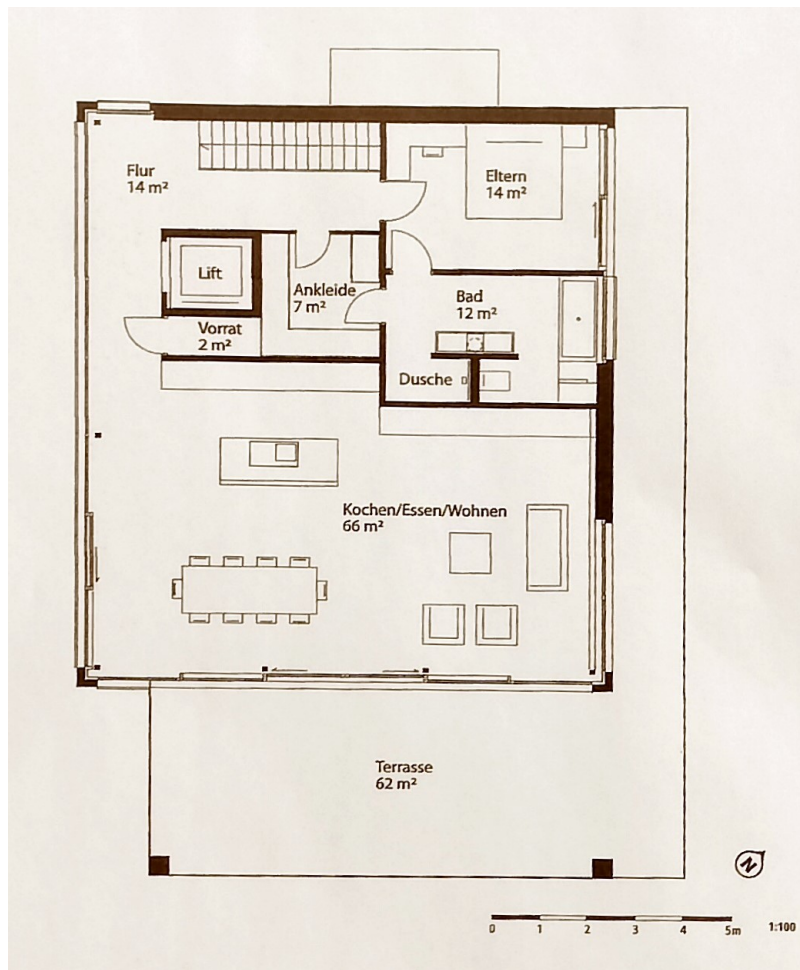 Flur
14 m²
Eltern
14 m²
Lift
Ankleide
7 m²
Bad
12 m²
Vorrat
2 m²
Dusche
Kochen/Essen/Wohnen
66 m²
Terrasse
62 m²
N
0 1 2 3 4 5m 1:100